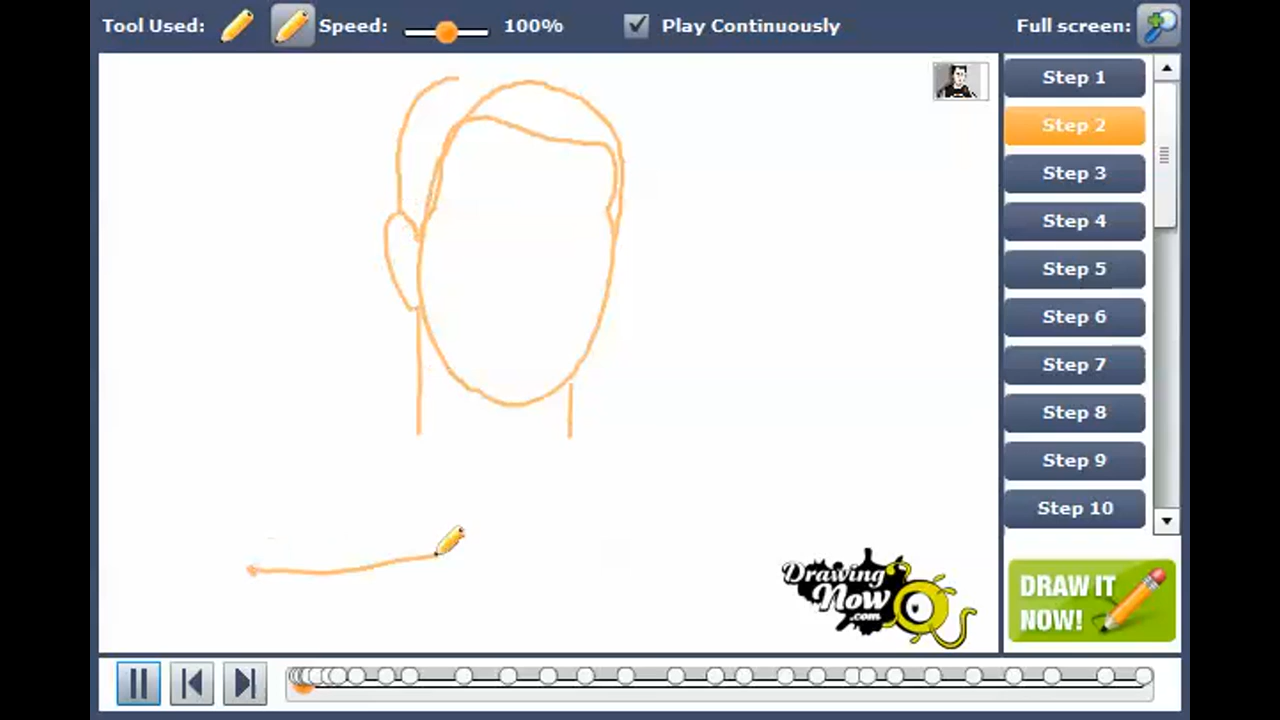 Tool Used:
Speed:
100%
Play Continuously
Full screen:
Step 1
Step 2
Step 3
Step 4
Step 5
Step 6
Step 7
Step 8
Step 9
Step 10
Drawing
Now
.com
DRAW IT
NOW!